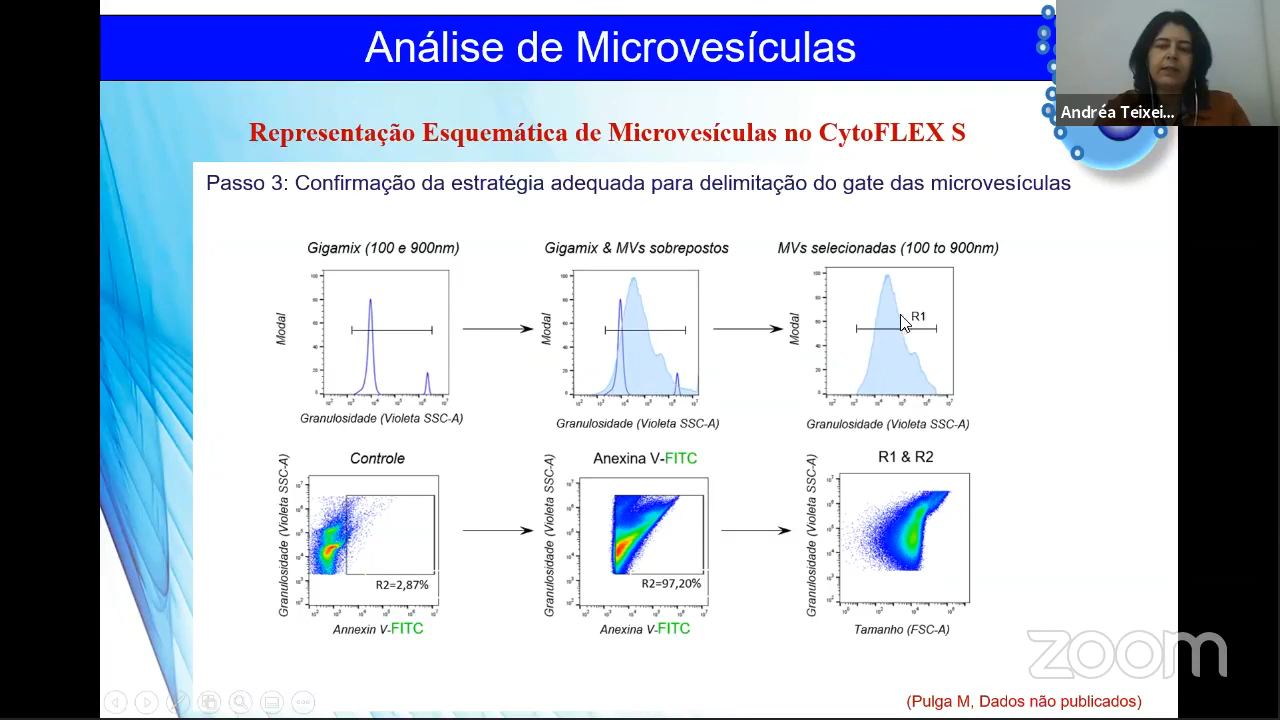 Análise de Microvesículas
Andréa Teixei...
Representação Esquemática de Microvesículas no CytoFLEX S
Passo 3: Confirmação da estratégia adequada para delimitação do gate das microvesículas
Gigamix (100 e 900nm)
Gigamix & MVs sobrepostos
MVs selecionadas (100 to 900nm)
Modal
Modal
Modal
R1
Granulosidade (Violeta SSC-A)
Granulosidade (Violeta SSC-A)
Granulosidade (Violeta SSC-A)
Controle
Anexina V-FITC
R1 & R2
Granulosidade (Violeta SSC-A)
Granulosidade (Violeta SSC-A)
Granulosidade (Violeta SSC-A)
R2=2,87%
R2=97,20%
Annexin V-FITC
Anexina V-FITC
Tamanho (FSC-A)
zoom
(Pulga M, Dados não publicados)